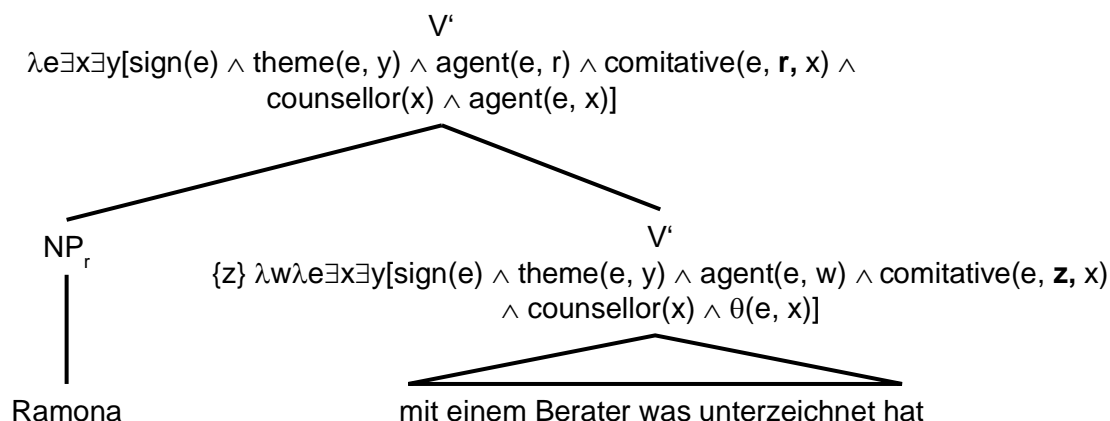 V‘
λe∃x∃y[sign(e) ∧ theme(e, y) ∧ agent(e, r) ∧ comitative(e, r, x) ∧
counsellor(x) ∧ agent(e, x)]
NPr
V‘
{z} λwλe∃x∃y[sign(e) ∧ theme(e, y) ∧ agent(e, w) ∧ comitative(e, z, x)
∧ counsellor(x) ∧ θ(e, x)]
Ramona
mit einem Berater was unterzeichnet hat